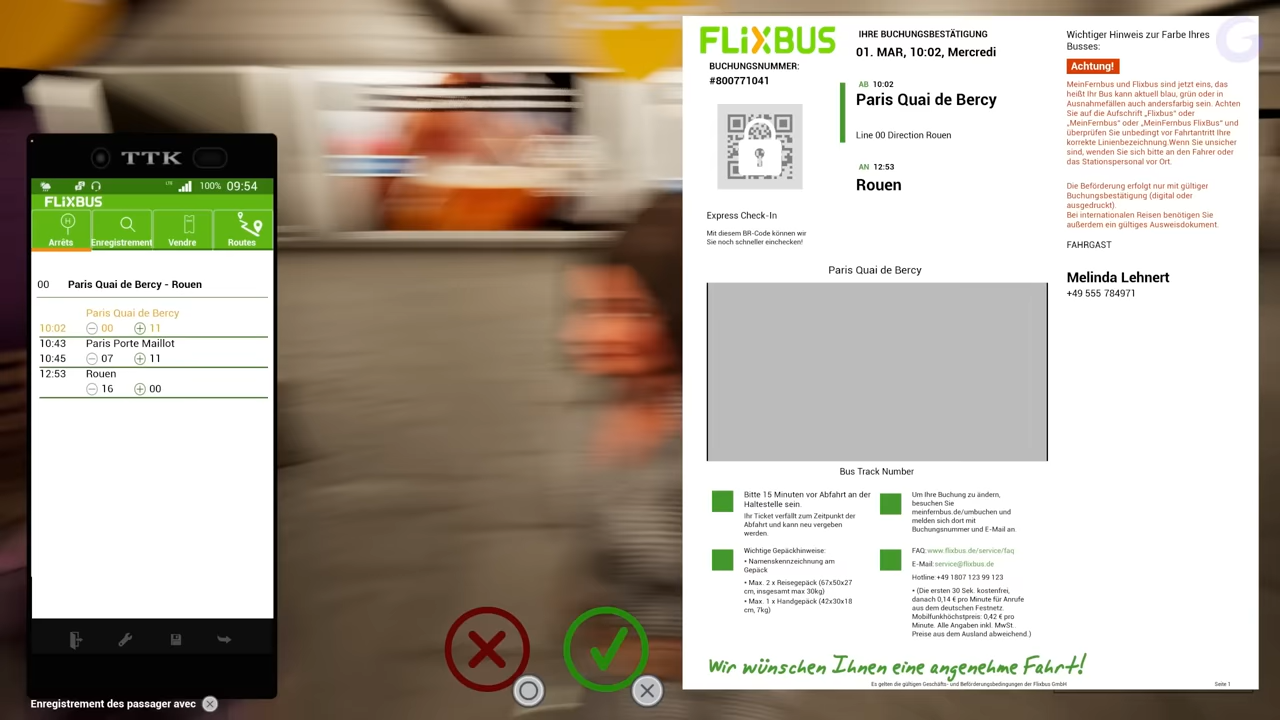 TTK
100% 09:54
FLiXBUS
Arrêts Enregistrement Vendre Routes
00 Paris Quai de Bercy - Rouen
Paris Quai de Bercy
10:02 00 11
10:43 Paris Porte Maillot
10:45 07 11
12:53 Rouen
16 00
Enregistrement des passager avec
FLiXBUS
BUCHUNGSNUMMER:
#800771041
Express Check-In
Mit diesem BR-Code können wir
Sie noch schneller einchecken!
IHRE BUCHUNGSBESTÄTIGUNG
01. MAR, 10:02, Mercredi
AB 10:02
Paris Quai de Bercy
Line 00 Direction Rouen
AN 12:53
Rouen
Paris Quai de Bercy
Bus Track Number
Bitte 15 Minuten vor Abfahrt an der
Haltestelle sein.
Ihr Ticket verfällt zum Zeitpunkt der
Abfahrt und kann neu vergeben
werden.
Wichtige Gepäckhinweise:
• Namenskennzeichnung am
Gepäck
• Max. 2 x Reisegepäck (67x50x27
cm, insgesamt max 30kg)
• Max. 1 x Handgepäck (42x30x18
cm, 7kg)
Um Ihre Buchung zu ändern,
besuchen Sie
meinfernbus.de/umbuchen und
melden sich dort mit
Buchungsnummer und E-Mail an
FAQ: www.flixbus.de/service/faq
E-Mail: service@flixbus.de
Hotline: +49 1807 123 99 123
• (Die ersten 30 Sek. kostenfrei,
danach 0,14 € pro Minute für Anrufe
aus dem deutschen Festnetz.
Mobilfunkhöchstpreis: 0,42 € pro
Minute. Alle Angaben inkl. MwSt..
Preise aus dem Ausland abweichend.)
Wichtiger Hinweis zur Farbe Ihres
Busses:
Achtung!
MeinFernbus und Flixbus sind jetzt eins, das
heißt Ihr Bus kann aktuell blau, grün oder in
Ausnahmefällen auch andersfarbig sein. Achten
Sie auf die Aufschrift „Flixbus" oder
„MeinFernbus" oder „MeinFernbus FlixBus" und
überprüfen Sie unbedingt vor Fahrtantritt Ihre
korrekte Linienbezeichnung.Wenn Sie unsicher
sind, wenden Sie sich bitte an den Fahrer oder
das Stationspersonal vor Ort.
Die Beförderung erfolgt nur mit gültiger
Buchungsbestätigung (digital oder
ausgedruckt).
Bei internationalen Reisen benötigen Sie
außerdem ein gültiges Ausweisdokument.
FAHRGAST
Melinda Lehnert
+49 555 784971
Wir wünschen Ihnen eine angenehme Fahrt!
Es gelten die gültigen Geschäfts- und Beförderungsbedingungen der Flixbus GmbH
Seite 1